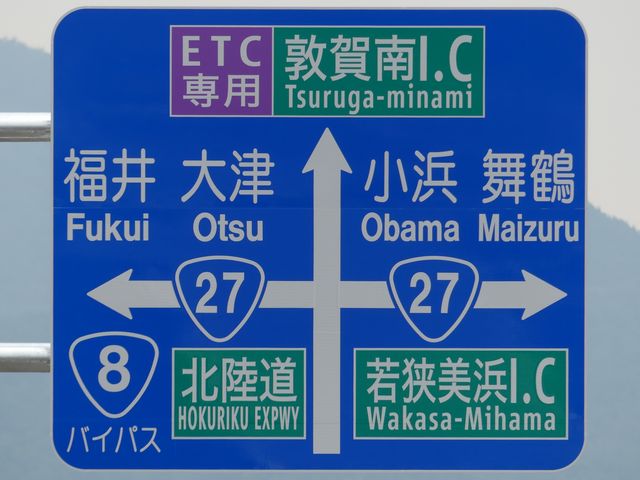 ETC
専用
敦賀南I.C
Tsuruga-minami
福井 大津
Fukui Otsu
小浜 舞鶴
Obama Maizuru
27
27
8
バイパス
北陸道
HOKURIKU EXPWY
若狭美浜I.C
Wakasa-Mihama